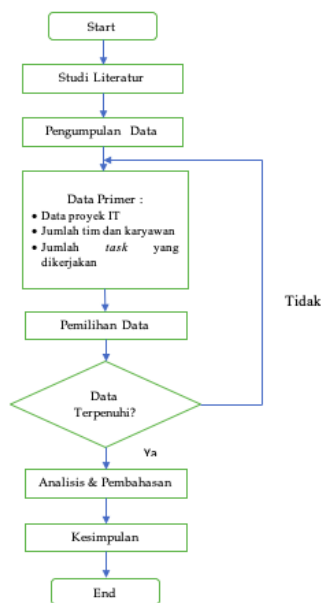 Start
Studi Literatur
Pengumpulan Data
Data Primer :
• Data proyek IT
• Jumlah tim dan karyawan
• Jumlah task yang
dikerjakan
Pemilihan Data
Tidak
Data
Terpenuhi?
Ya
Analisis & Pembahasan
Kesimpulan
End